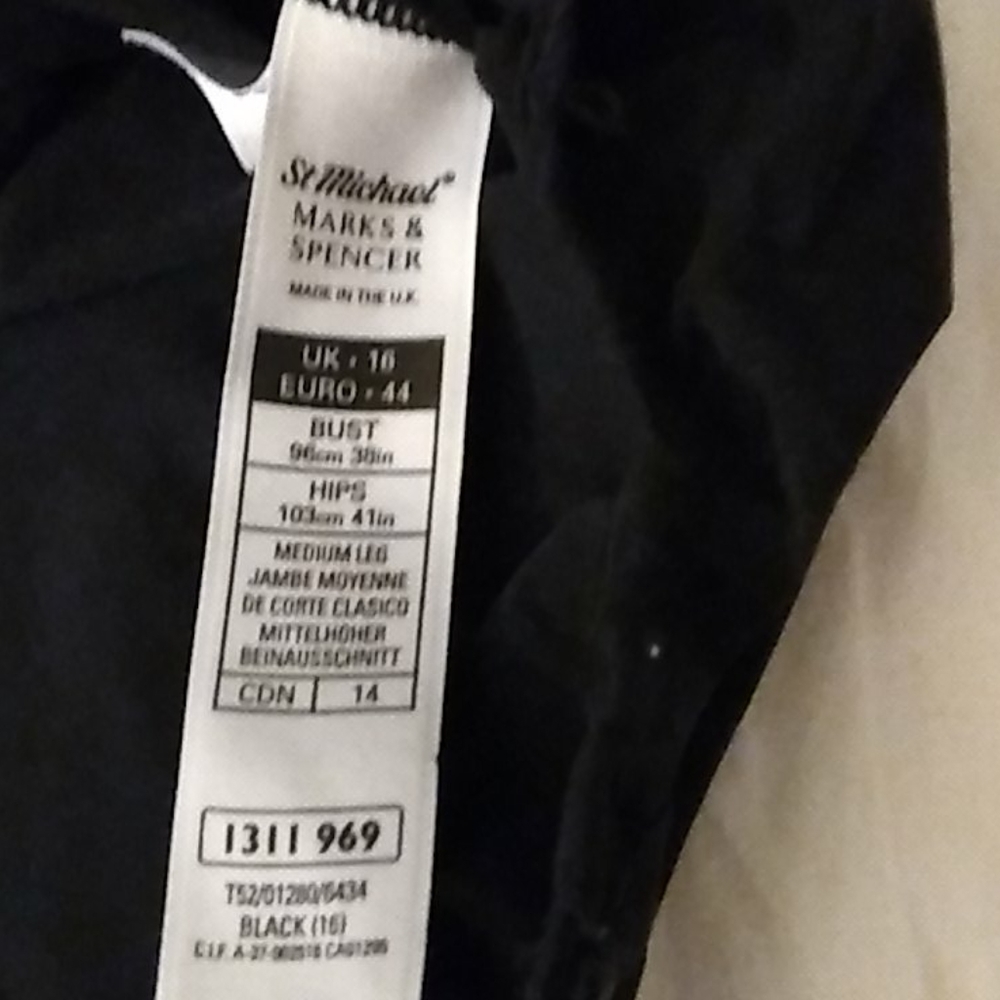 St Michael®
MARKS &
SPENCER
MADE IN THE U.K.
UK - 16
EURO - 44
BUST
96cm 38in
HIPS
103cm 41in
MEDIUM LEG
JAMBE MOYENNE
DE CORTE CLASICO
MITTELHOHER
BEINAUSSCHNITT
CDN 14
1311 969
T52/01280/6434
BLACK (16)
C.I.F.